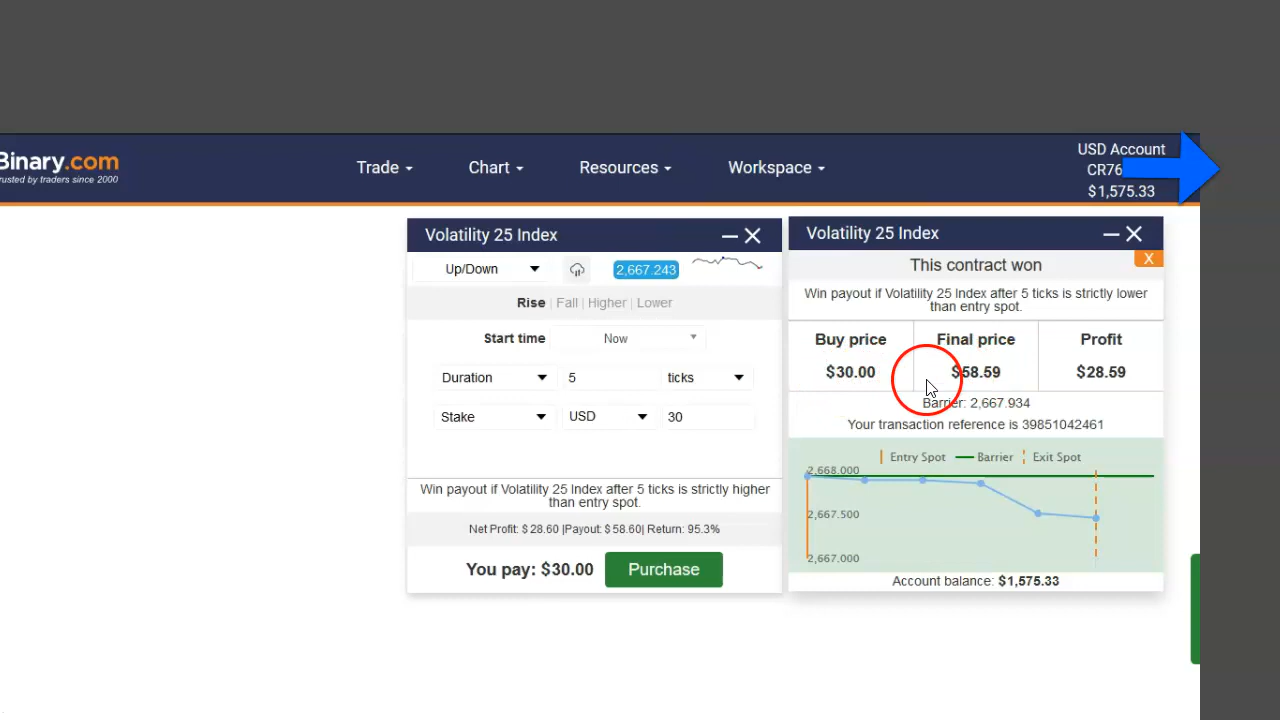 Binary.com
rusted by traders since 2000
Trade
Chart
Resources
Workspace
USD Account
CR76
$1,575.33
Volatility 25 Index
Up/Down
2,667.243
Rise | Fall | Higher | Lower
Start time Now
Duration 5 ticks
Stake USD 30
Win payout if Volatility 25 Index after 5 ticks is strictly higher
than entry spot.
Net Profit: $ 28.60 |Payout: $ 58.60| Return: 95.3%
You pay: $30.00 Purchase
Volatility 25 Index
X
This contract won
Win payout if Volatility 25 Index after 5 ticks is strictly lower
than entry spot.
Buy price Final price Profit
$30.00 $58.59 $28.59
Barrier: 2,667.934
Your transaction reference is 39851042461
Entry Spot Barrier Exit Spot
2,668.000
2,667.500
2,667.000
Account balance: $1,575.33